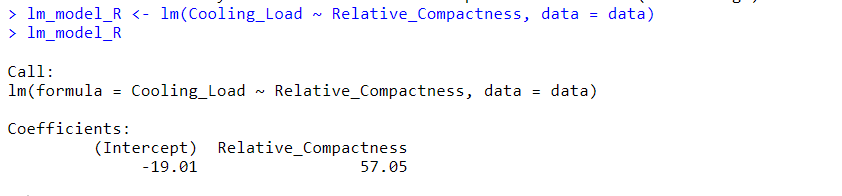 > lm_model_R <- lm(Cooling_Load ~ Relative_Compactness, data = data)
> lm_model_R
Call:
lm(formula = Cooling_Load ~ Relative_Compactness, data = data)
Coefficients:
(Intercept) Relative_Compactness
-19.01 57.05